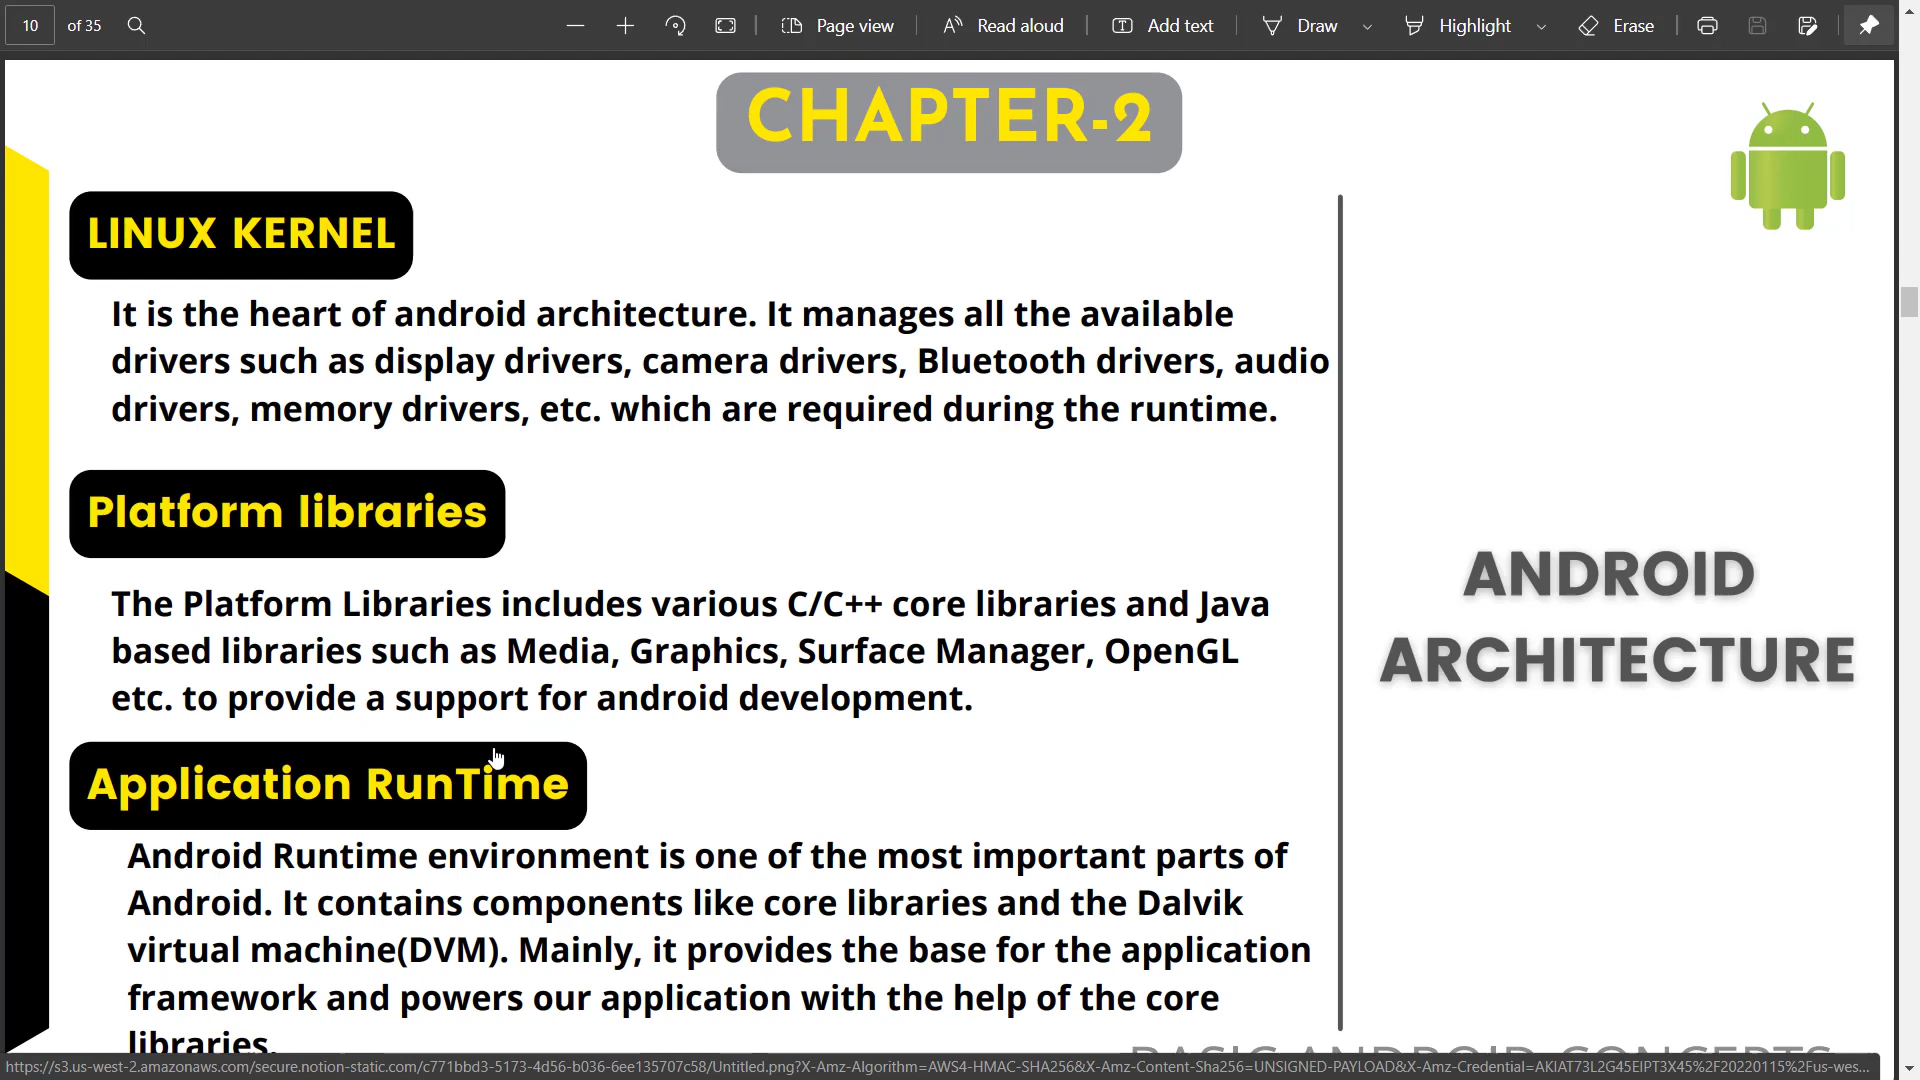 10 of 35 Page view Read aloud Add text Draw Highlight Erase
CHAPTER-2
LINUX KERNEL
It is the heart of android architecture. It manages all the available
drivers such as display drivers, camera drivers, Bluetooth drivers, audio
drivers, memory drivers, etc. which are required during the runtime.
Platform libraries
The Platform Libraries includes various C/C++ core libraries and Java
based libraries such as Media, Graphics, Surface Manager, OpenGL
etc. to provide a support for android development.
Application RunTime
Android Runtime environment is one of the most important parts of
Android. It contains components like core libraries and the Dalvik
virtual machine(DVM). Mainly, it provides the base for the application
framework and powers our application with the help of the core
libraries.
ANDROID
ARCHITECTURE
BASIC ANDROID CONCEPTS
https://s3.us-west-2.amazonaws.com/secure.notion-static.com/c771bbd3-5173-4d56-b036-6ee135707c58/Untitled.png?X-Amz-Algorithm=AWS4-HMAC-SHA256&X-Amz-Content-Sha256=UNSIGNED-PAYLOAD&X-Amz-Credential=AKIAT73L2G45EIPT3X45%2F20220115%2Fus-wes...